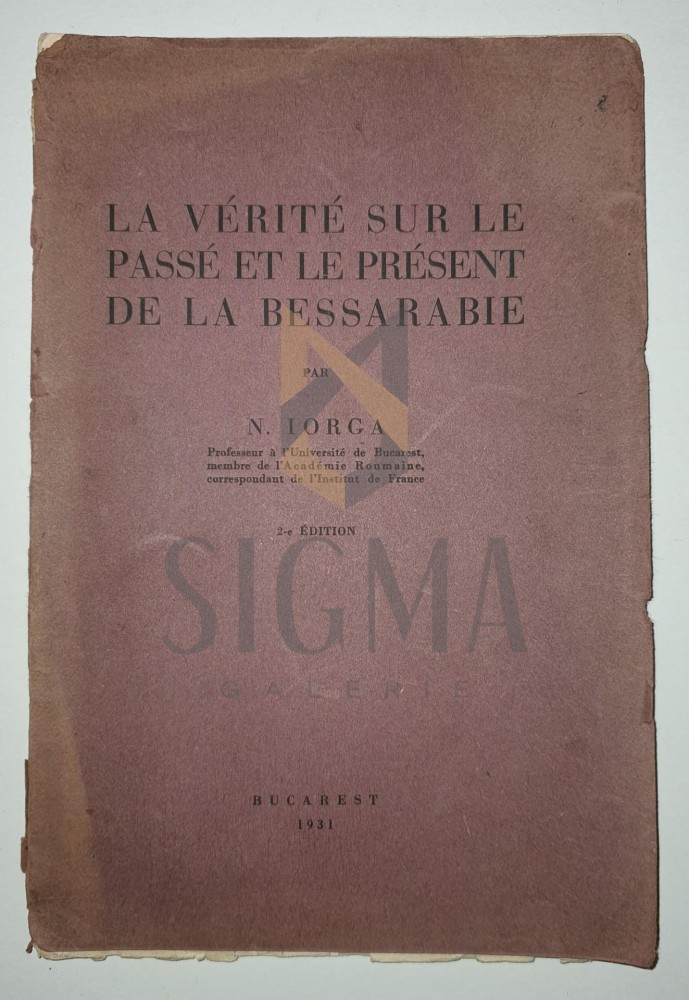 LA VÉRITÉ SUR LE
PASSÉ ET LE PRÉSENT
DE LA BESSARABIE
PAR
N. IORGA
Professeur à l'Université de Bucarest,
membre de l'Académie Roumaine,
correspondant de l'Institut de France
2-e ÉDITION
SIGMA
GALERIE
BUCAREST
1931